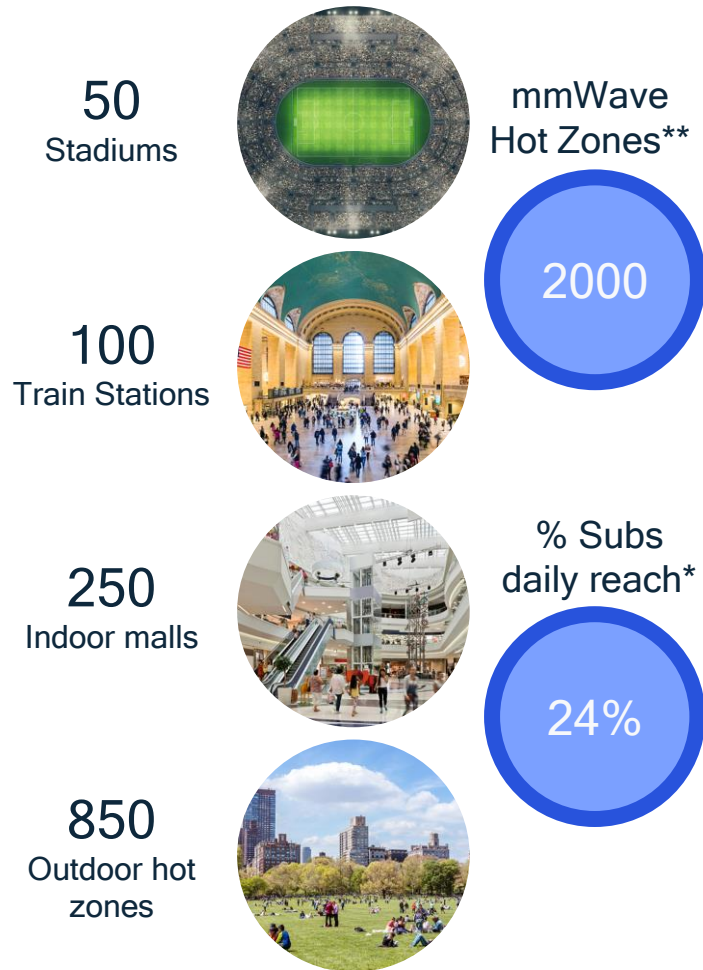 50
Stadiums
mmWave
Hot Zones**
2000
100
Train Stations
250
Indoor malls
% Subs
daily reach*
24%
850
Outdoor hot
zones